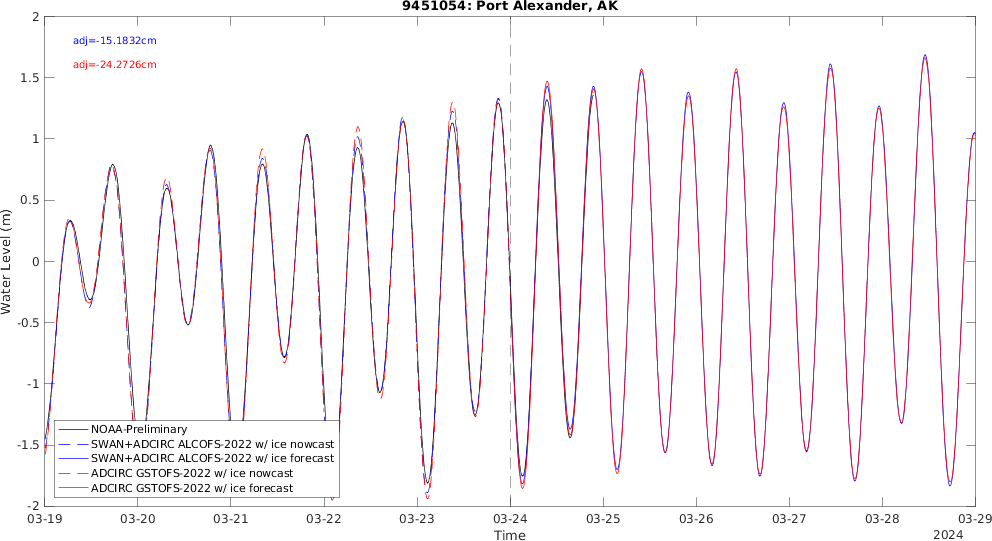 9451054: Port Alexander, AK
adj=-15.1832cm
adj=-24.2726cm
Water Level (m)
2
1.5
1
0.5
0
-0.5
-1
-1.5
-2
NOAA-Preliminary
SWAN+ADCIRC ALCOFS-2022 w/ ice nowcast
SWAN+ADCIRC ALCOFS-2022 w/ ice forecast
ADCIRC GSTOFS-2022 w/ ice nowcast
ADCIRC GSTOFS-2022 w/ ice forecast
03-19 03-20 03-21 03-22 03-23 03-24 03-25 03-26 03-27 03-28 03-29
Time
2024